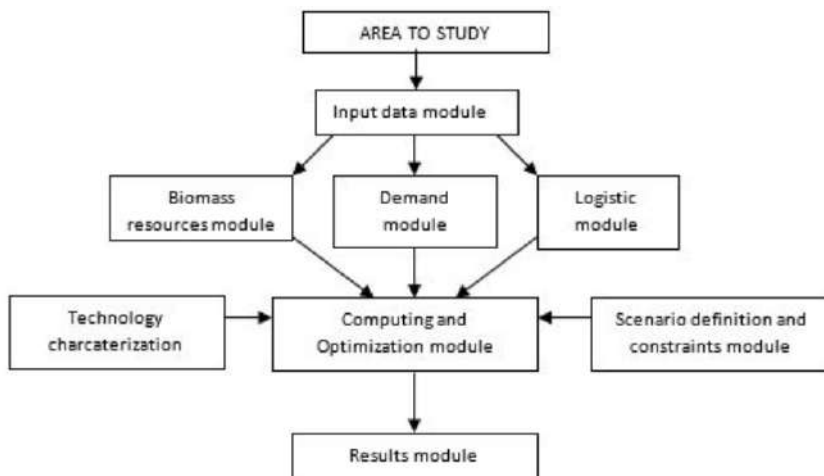 AREA TO STUDY
Input data module
Biomass
resources module
Demand
module
Logistic
module
Technology
charcaterization
Computing and
Optimization module
Scenario definition and
constraints module
Results module